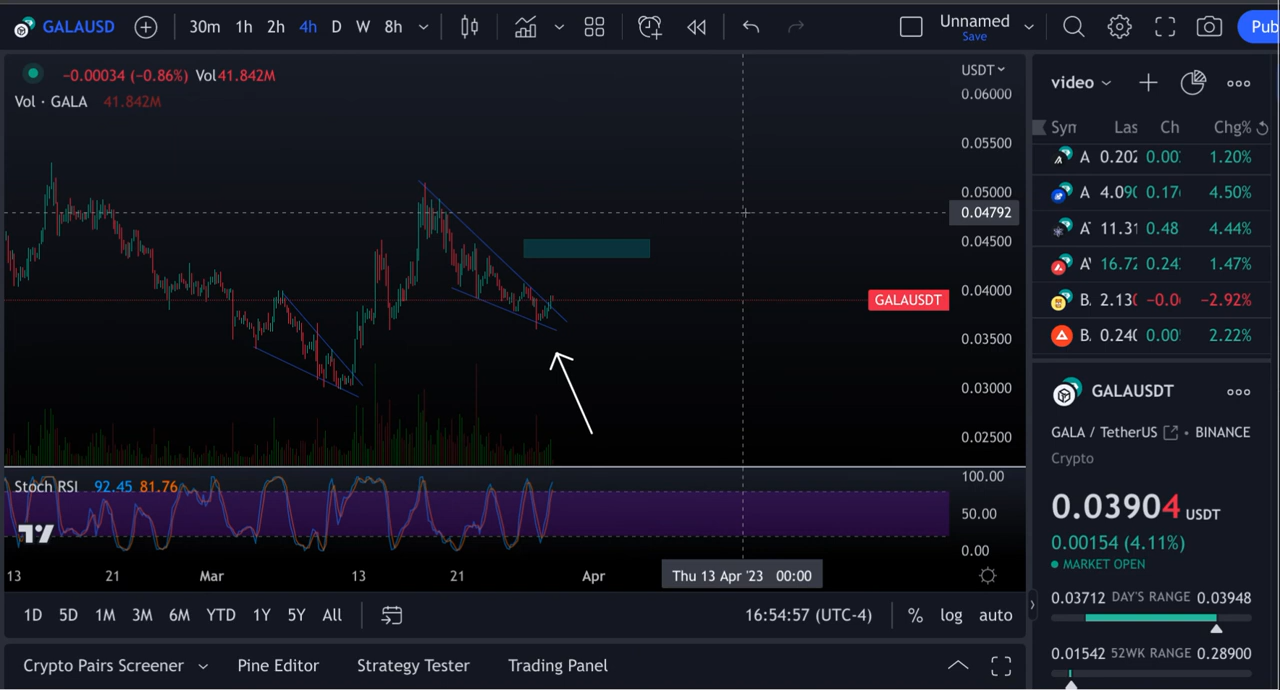 GALAUSD 30m 1h 2h 4h D W 8h Unnamed Pub
Save
−0.00034 (−0.86%) Vol 41.842M
Vol · GALA 41.842M
USDT
0.06000
0.05500
0.05000
0.04792
0.04500
0.04000
GALAUSDT
0.03500
0.03000
0.02500
Stoch RSI 92.45 81.76
100.00
50.00
0.00
13 21 Mar 13 21 Apr Thu 13 Apr '23 00:00
1D 5D 1M 3M 6M YTD 1Y 5Y All 16:54:57 (UTC-4) % log auto
Crypto Pairs Screener Pine Editor Strategy Tester Trading Panel
video
Sym Las Ch Chg%
A 0.202 0.00 1.20%
A 4.090 0.17 4.50%
A 11.31 0.48 4.44%
A 16.72 0.24 1.47%
B. 2.130 −0.0 −2.92%
B. 0.240 0.00 2.22%
GALAUSDT
GALA / TetherUS • BINANCE
Crypto
0.03904 USDT
0.00154 (4.11%)
MARKET OPEN
0.03712 DAY'S RANGE 0.03948
0.01542 52WK RANGE 0.28900